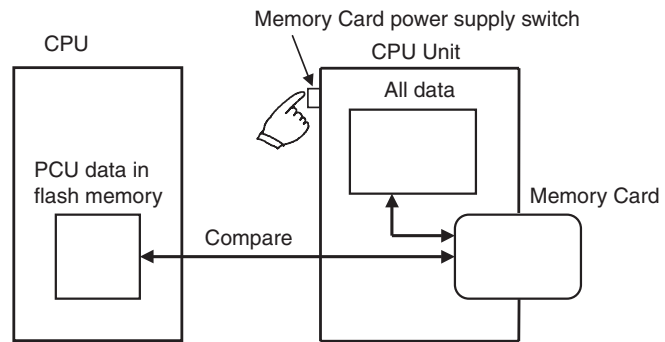 Memory Card power supply switch
CPU
CPU Unit
All data
PCU data in
flash memory
Memory Card
Compare